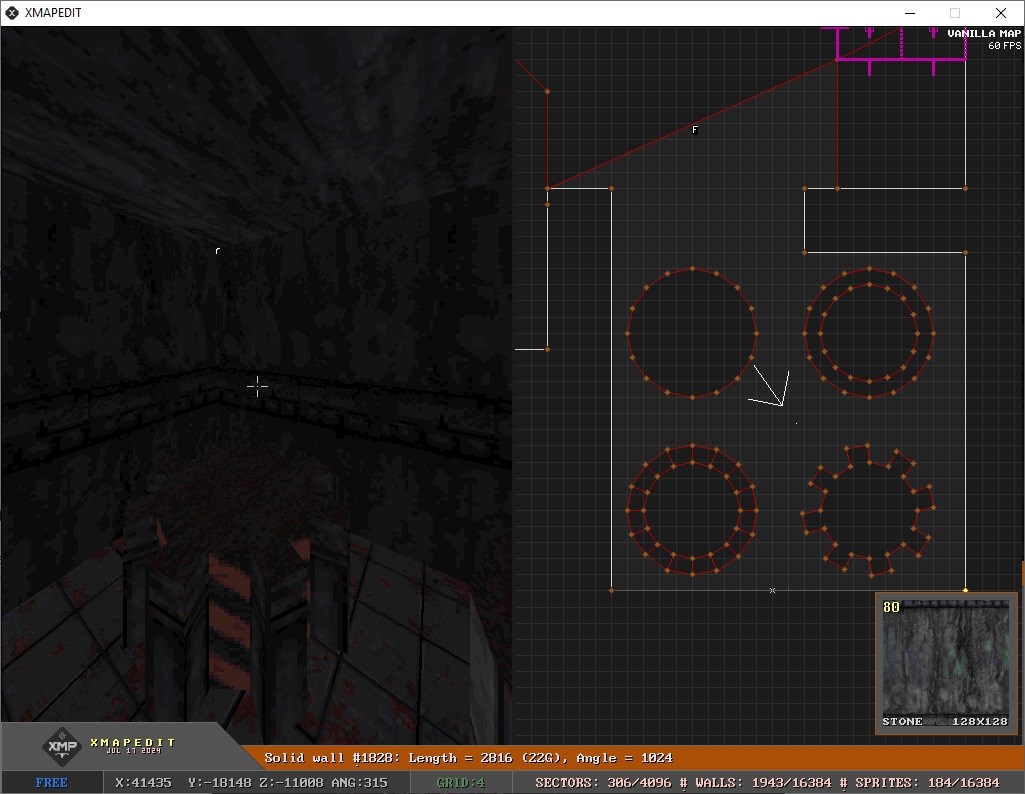 XMAPEDIT
VANILLA MAP
60 FPS
F
r
80
STONE 128X128
XMP
XMAPEDIT
JUL 17 2024
Solid wall #1828: Length = 2816 (22G), Angle = 1024
FREE
X:41435 Y:-18148 Z:-11008 ANG:315
GRID:4
SECTORS: 306/4096 # WALLS: 1943/16384 # SPRITES: 184/16384